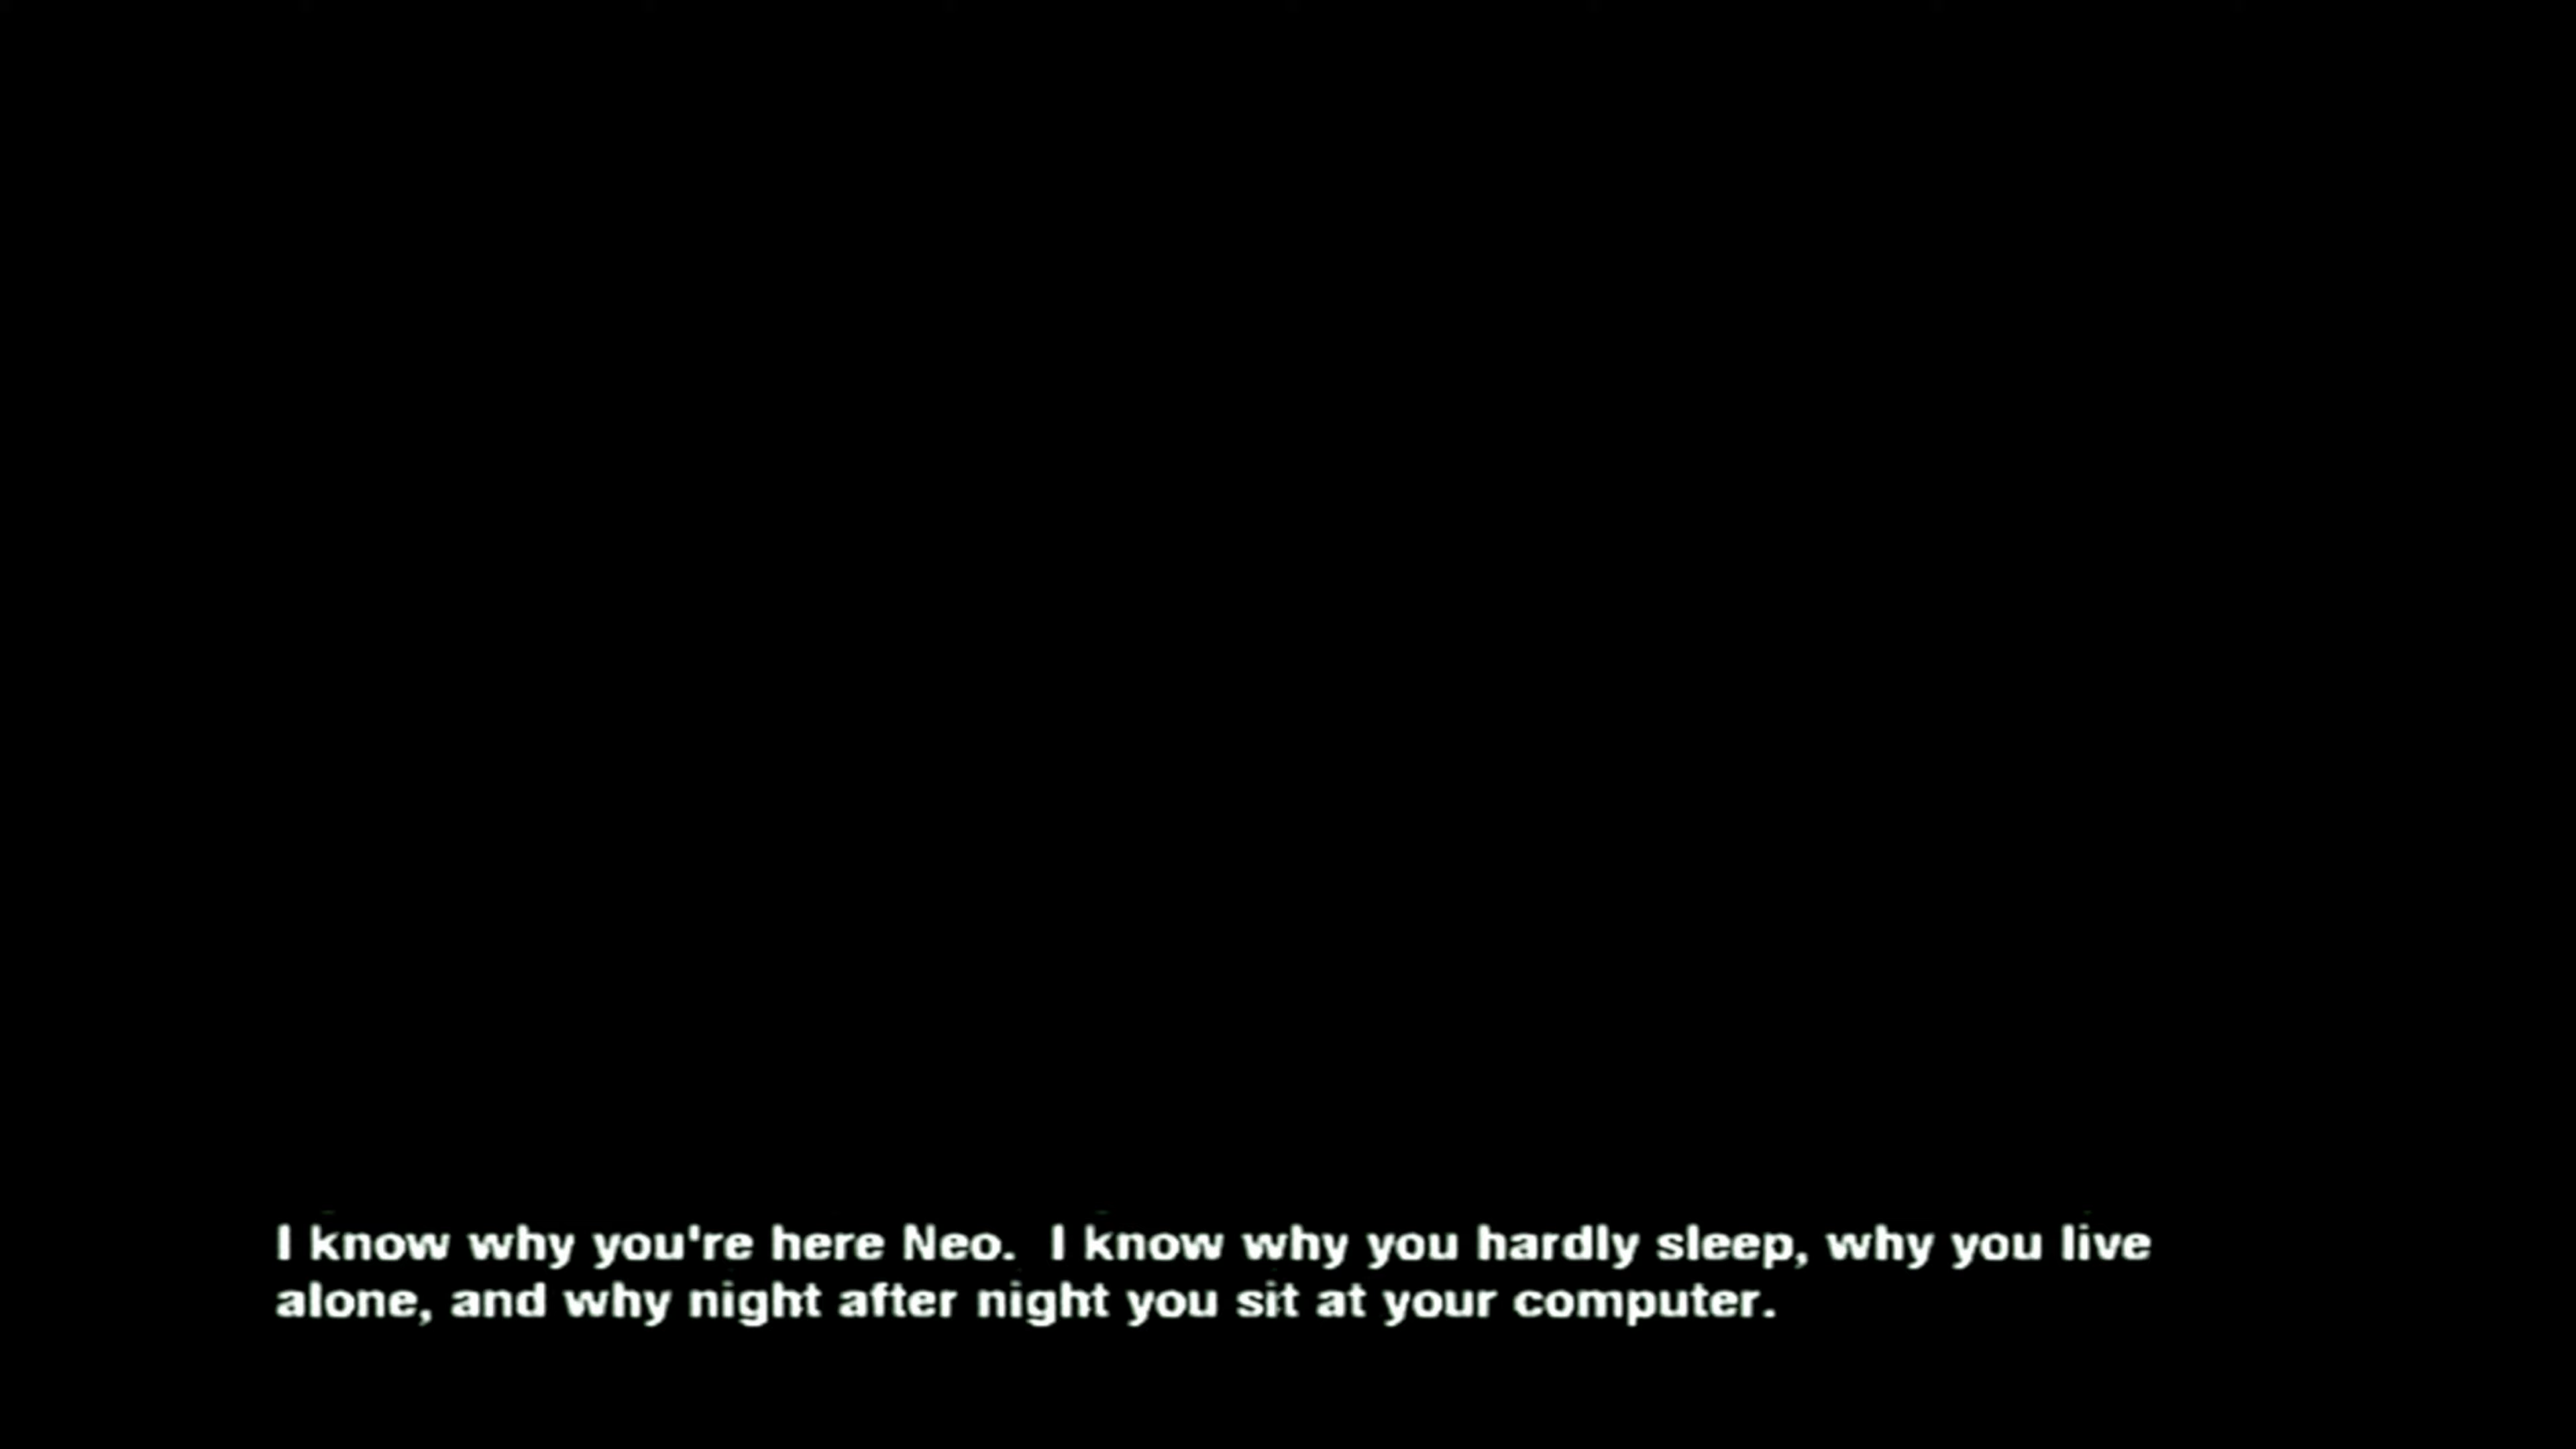 I know why you're here Neo.  I know why you hardly sleep, why you live
alone, and why night after night you sit at your computer.